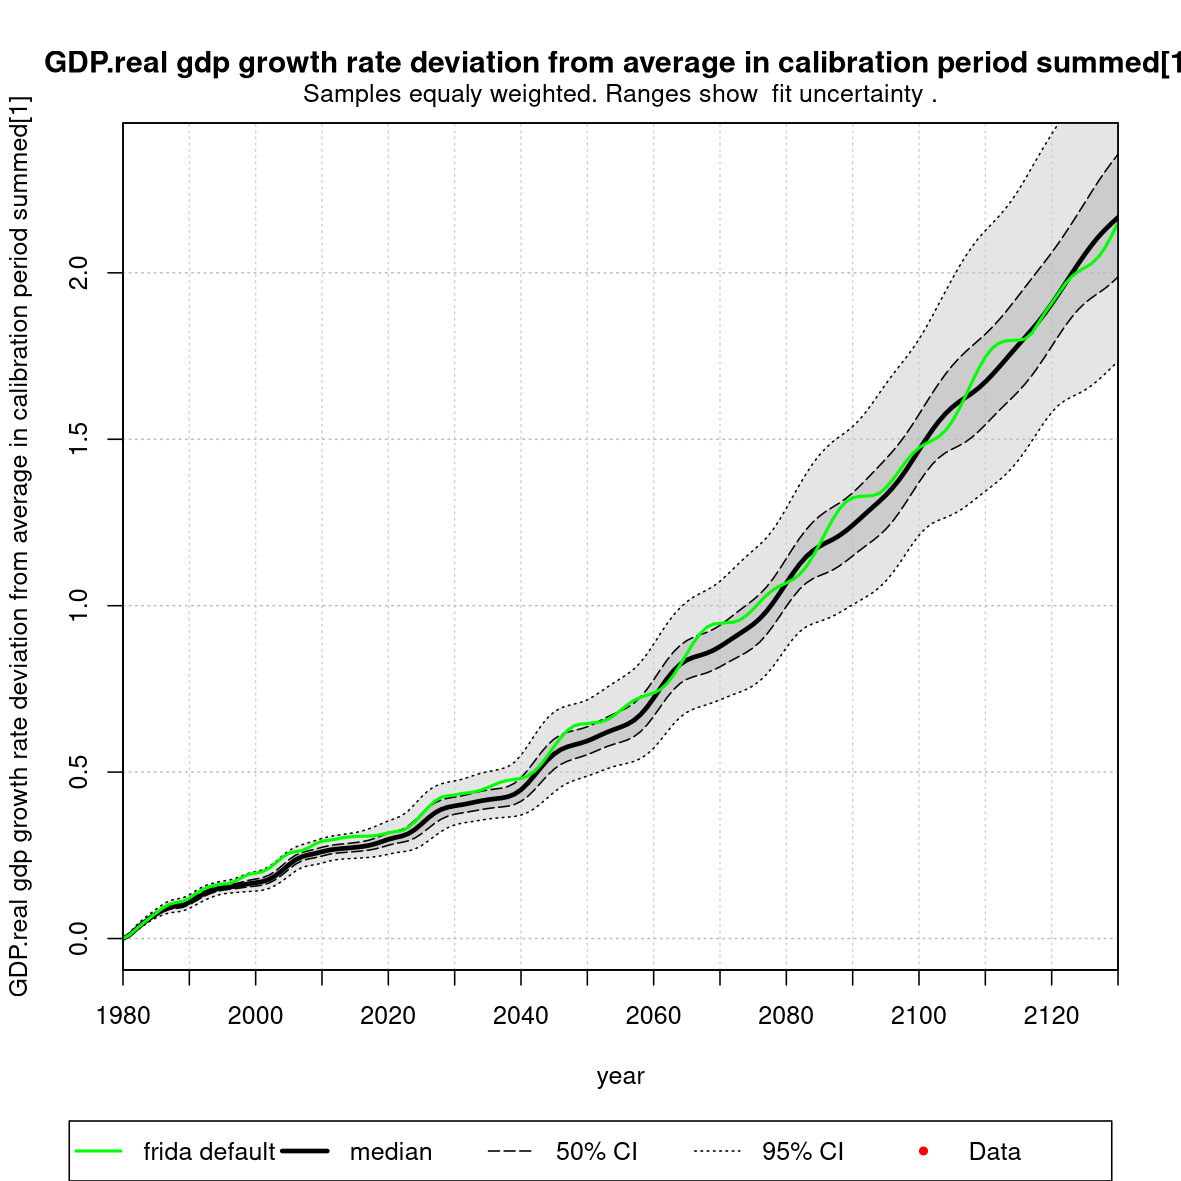 GDP.real gdp growth rate deviation from average in calibration period summed[1
Samples equaly weighted. Ranges show  fit uncertainty .
GDP.real gdp growth rate deviation from average in calibration period summed[1]
2.0
1.5
1.0
0.5
0.0
1980 2000 2020 2040 2060 2080 2100 2120
year
frida default median 50% CI 95% CI Data